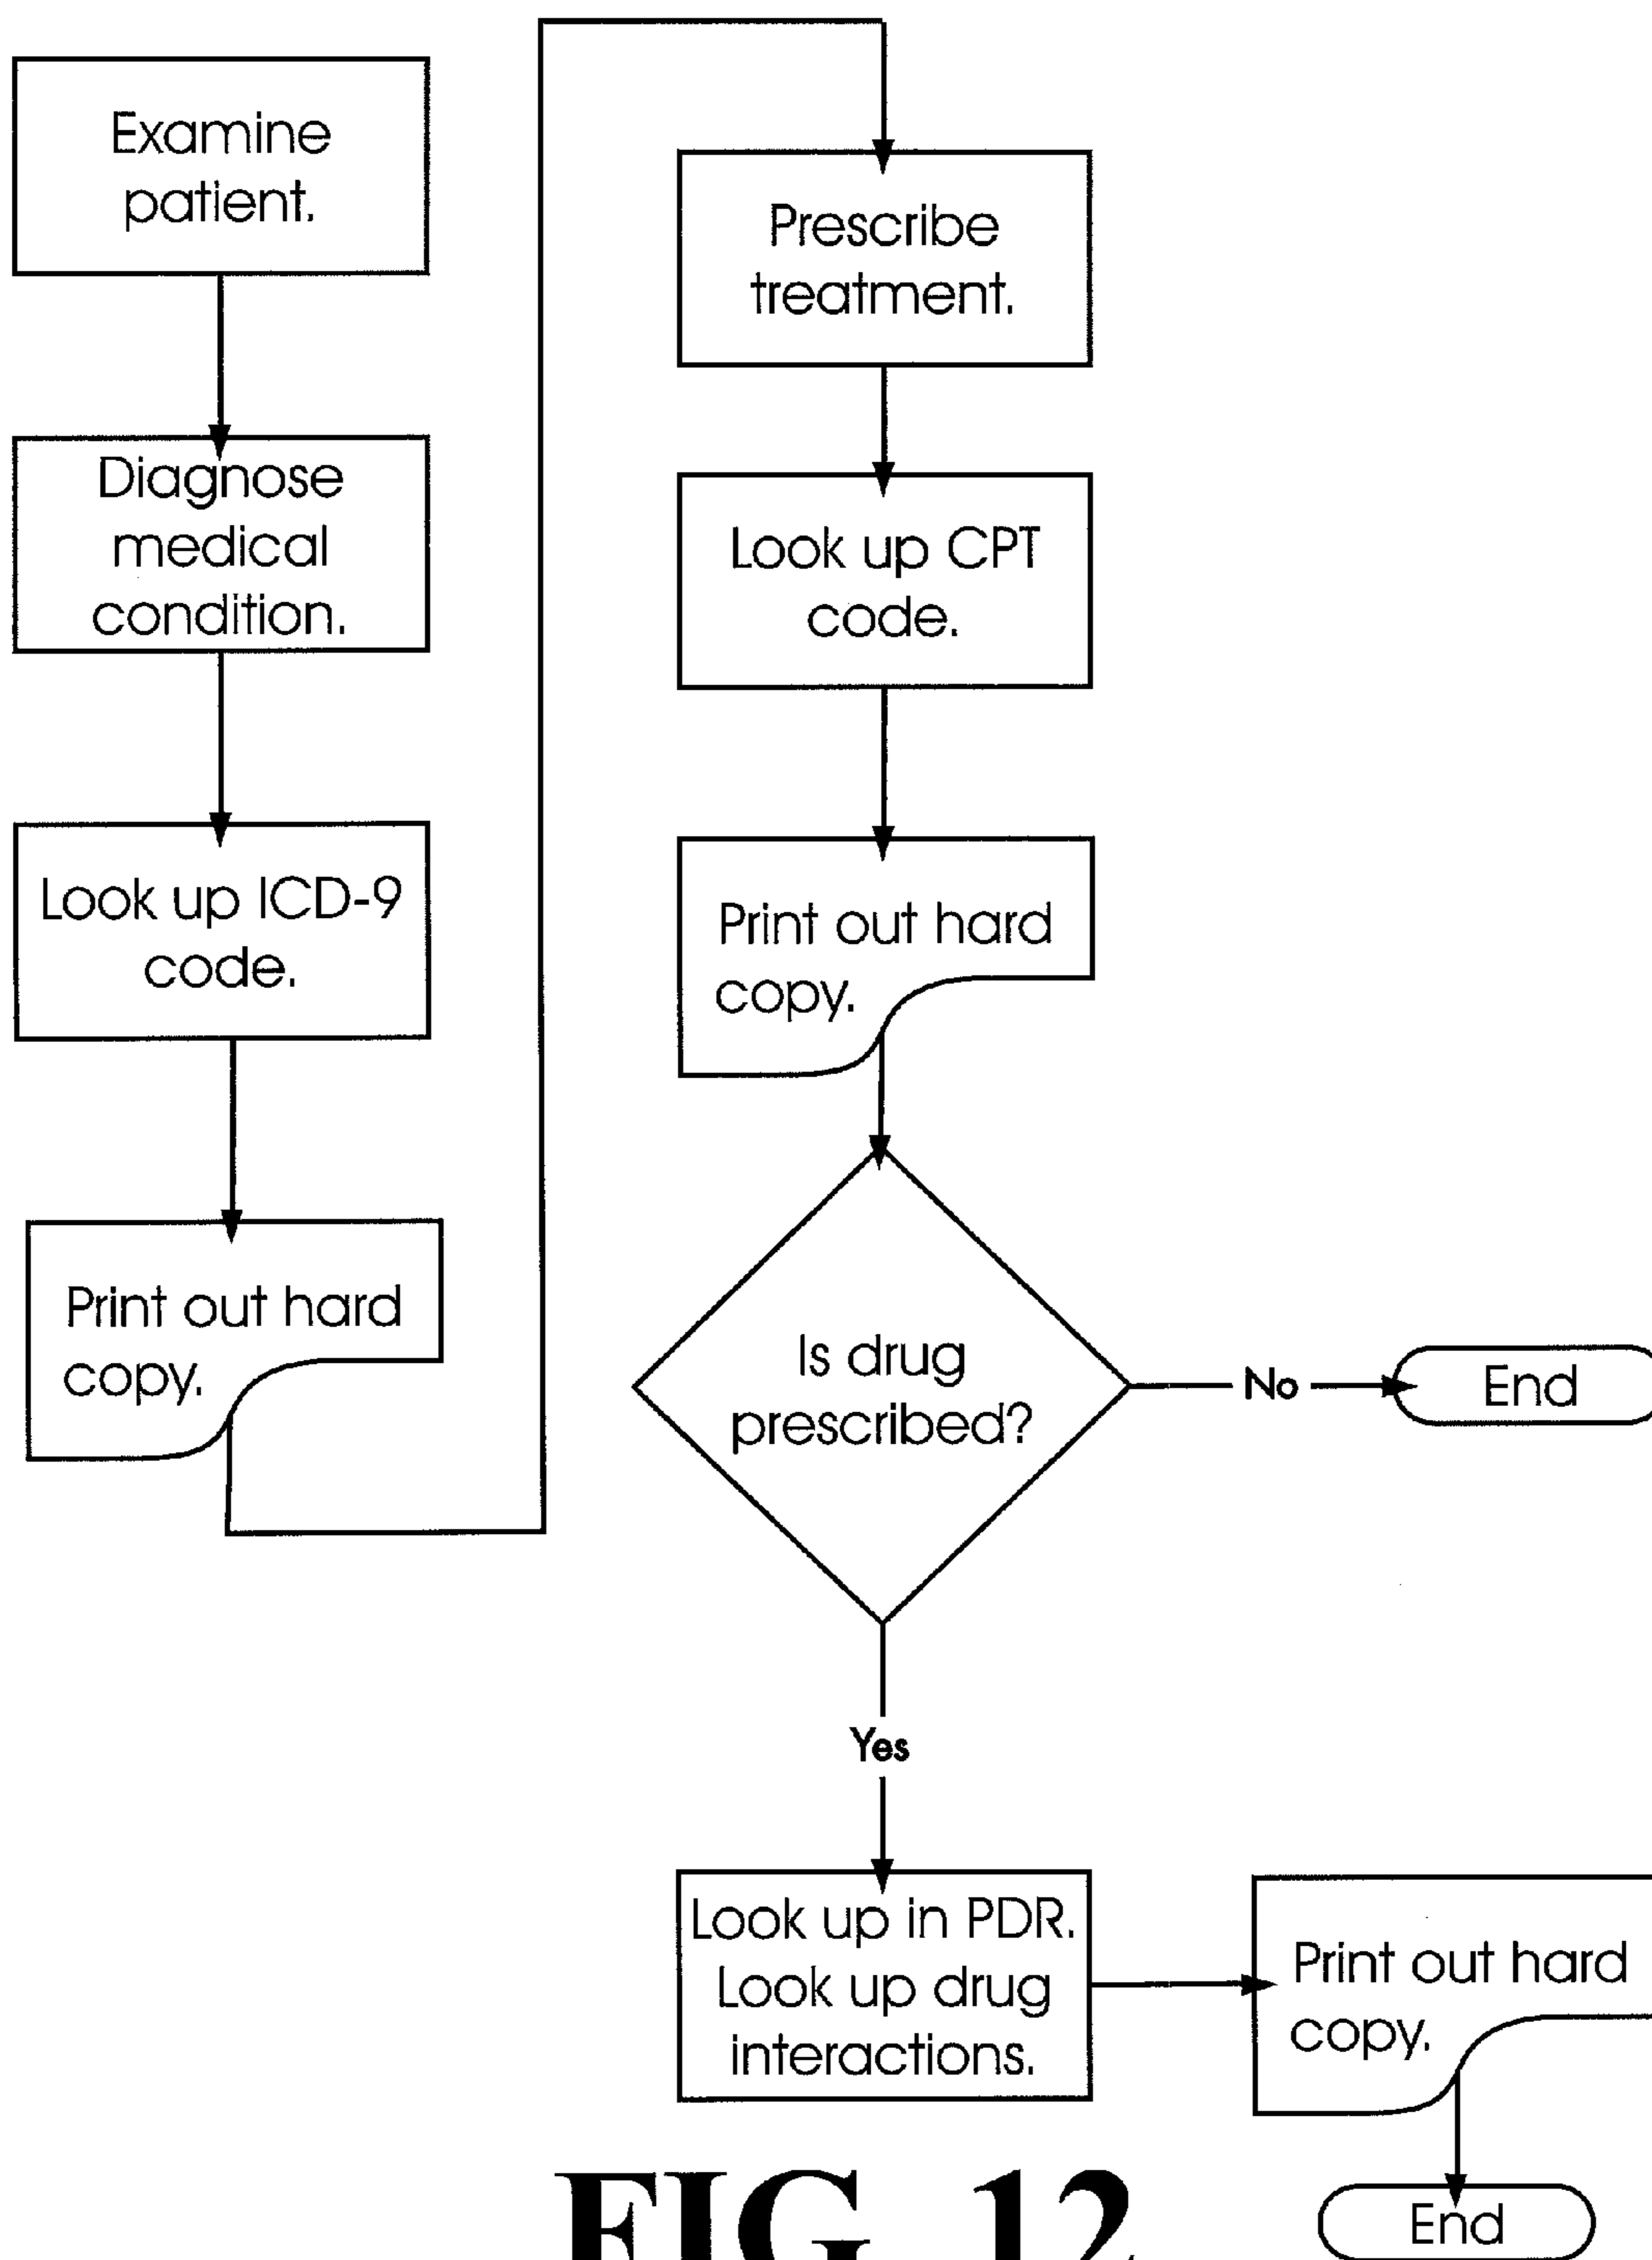 Examine
patient.
Diagnose
medical
condition.
Look up ICD-9
code.
Print out hard
copy.
Prescribe
treatment.
Look up CPT
code.
Print out hard
copy.
Is drug
prescribed?
No
End
Yes
Look up in PDR.
Look up drug
interactions.
Print out hard
copy.
End
FIG. 12